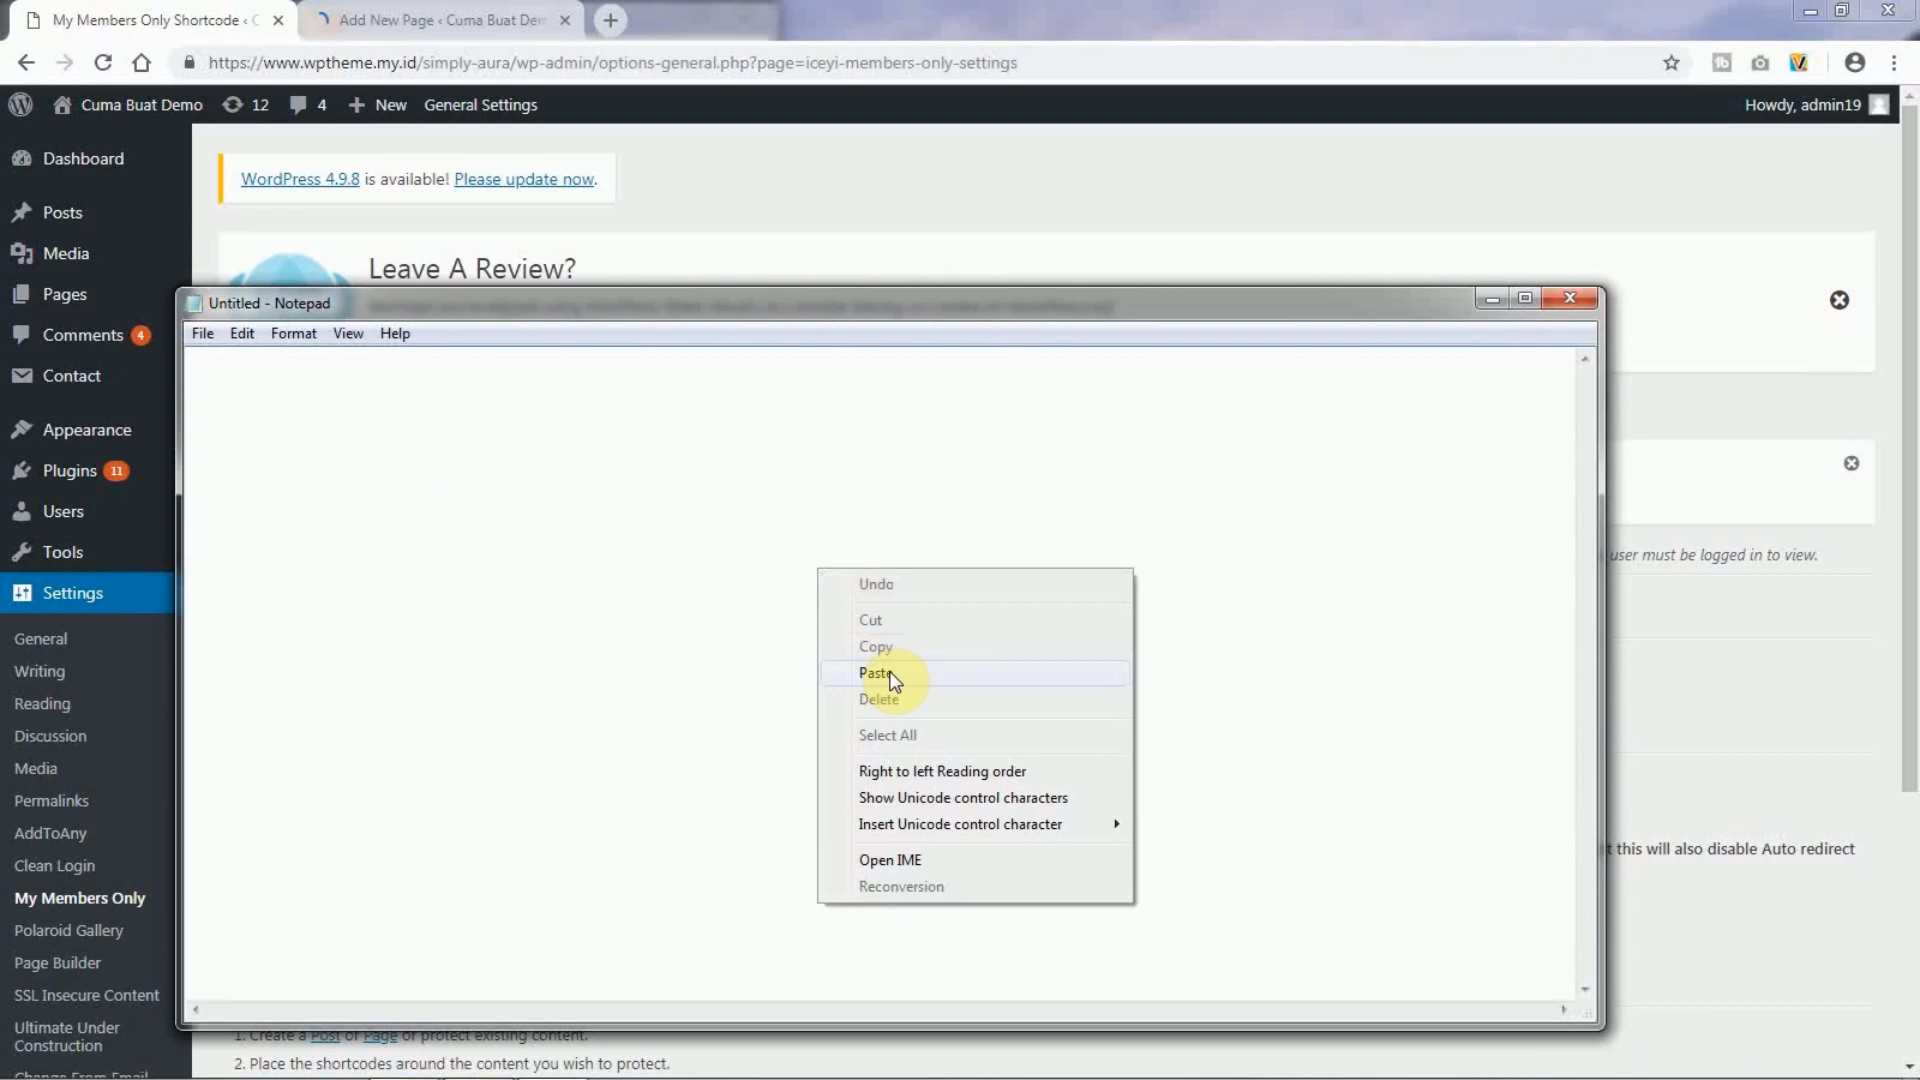 My Members Only Shortcode ‹ C
Add New Page ‹ Cuma Buat Dem
https://www.wptheme.my.id/simply-aura/wp-admin/options-general.php?page=iceyi-members-only-settings
Cuma Buat Demo 12 4 New General Settings Howdy, admin19
Dashboard
Posts
Media
Pages
Comments 4
Contact
Appearance
Plugins 11
Users
Tools
Settings
General
Writing
Reading
Discussion
Media
Permalinks
AddToAny
Clean Login
My Members Only
Polaroid Gallery
Page Builder
SSL Insecure Content
Ultimate Under
Construction
Change From Email
WordPress 4.9.8 is available! Please update now.
Leave A Review?
Untitled - Notepad
File Edit Format View Help
Undo
Cut
Copy
Paste
Delete
Select All
Right to left Reading order
Show Unicode control characters
Insert Unicode control character
Open IME
Reconversion
user must be logged in to view.
t this will also disable Auto redirect
1. Create a Post or Page or protect existing content.
2. Place the shortcodes around the content you wish to protect.